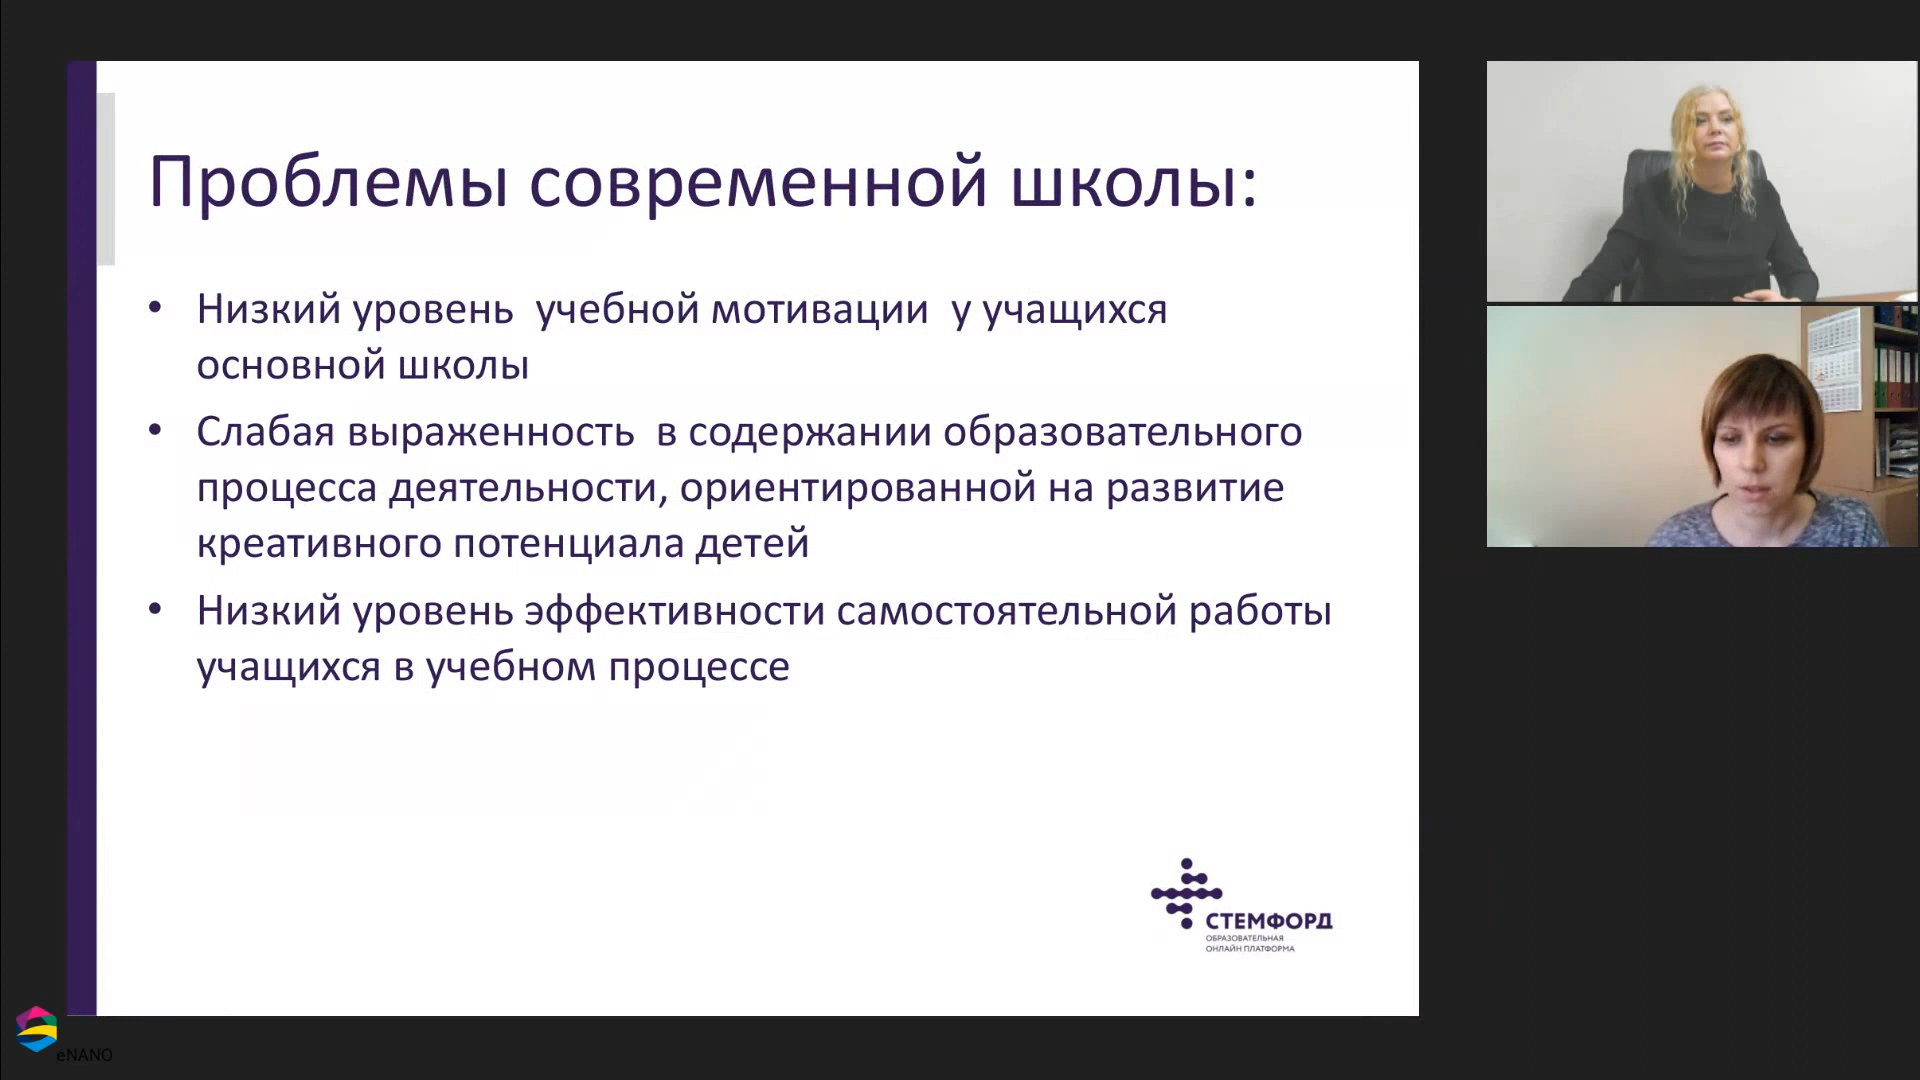 Проблемы современной школы:
• Низкий уровень учебной мотивации у учащихся
основной школы
• Слабая выраженность в содержании образовательного
процесса деятельности, ориентированной на развитие
креативного потенциала детей
• Низкий уровень эффективности самостоятельной работы
учащихся в учебном процессе
СТЕМФОРД
ОБРАЗОВАТЕЛЬНАЯ
ОНЛАЙН ПЛАТФОРМА
eNANO